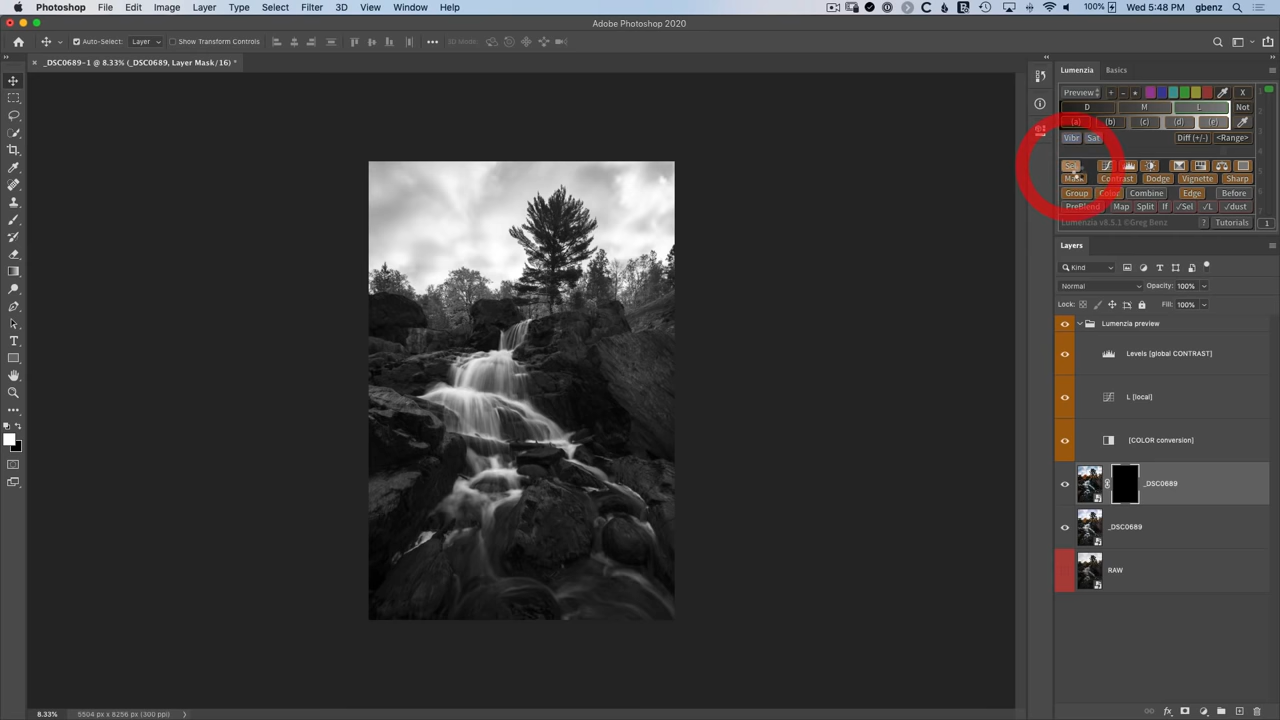 Photoshop File Edit Image Layer Type Select Filter 3D View Window Help 100% Wed 5:48 PM gbenz
Adobe Photoshop 2020
Auto-Select: Layer Show Transform Controls 3D Mode:
_DSC0689-1 @ 8.33% (_DSC0689, Layer Mask/16) *
Lumenzia Basics
Preview + - X
D M L Not
(a) (b) (c) (d) (e)
Vibr Sat Diff (+/-) <Range>
Sel
Mask Contrast Dodge Vignette Sharp
Group Color Combine Edge Before
PreBlend Map Split If √Sel √L √dust
Lumenzia v8.5.1 ©Greg Benz ? Tutorials 1
Layers
Kind
Normal Opacity: 100%
Lock: Fill: 100%
Lumenzia preview
Levels [global CONTRAST]
L [local]
[COLOR conversion]
_DSC0689
_DSC0689
RAW
8.33% 5504 px x 8256 px (300 ppi)